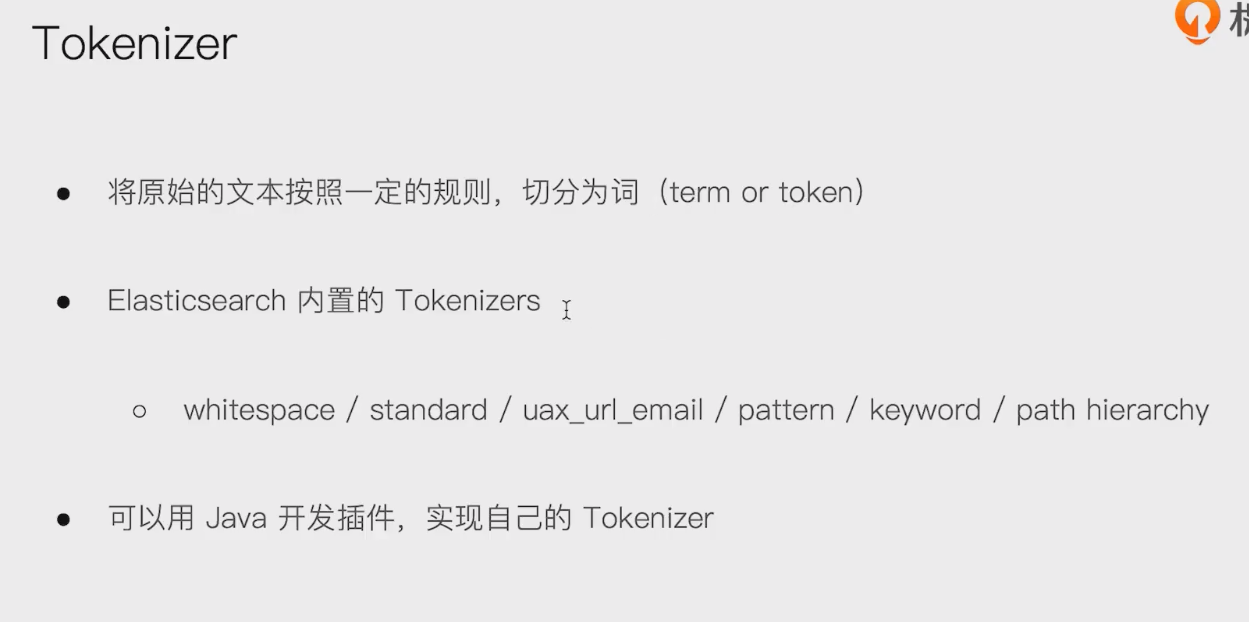 Tokenizer
● 将原始的文本按照一定的规则，切分为词（term or token）
● Elasticsearch 内置的 Tokenizers
○ whitespace / standard / uax_url_email / pattern / keyword / path hierarchy
● 可以用 Java 开发插件，实现自己的 Tokenizer